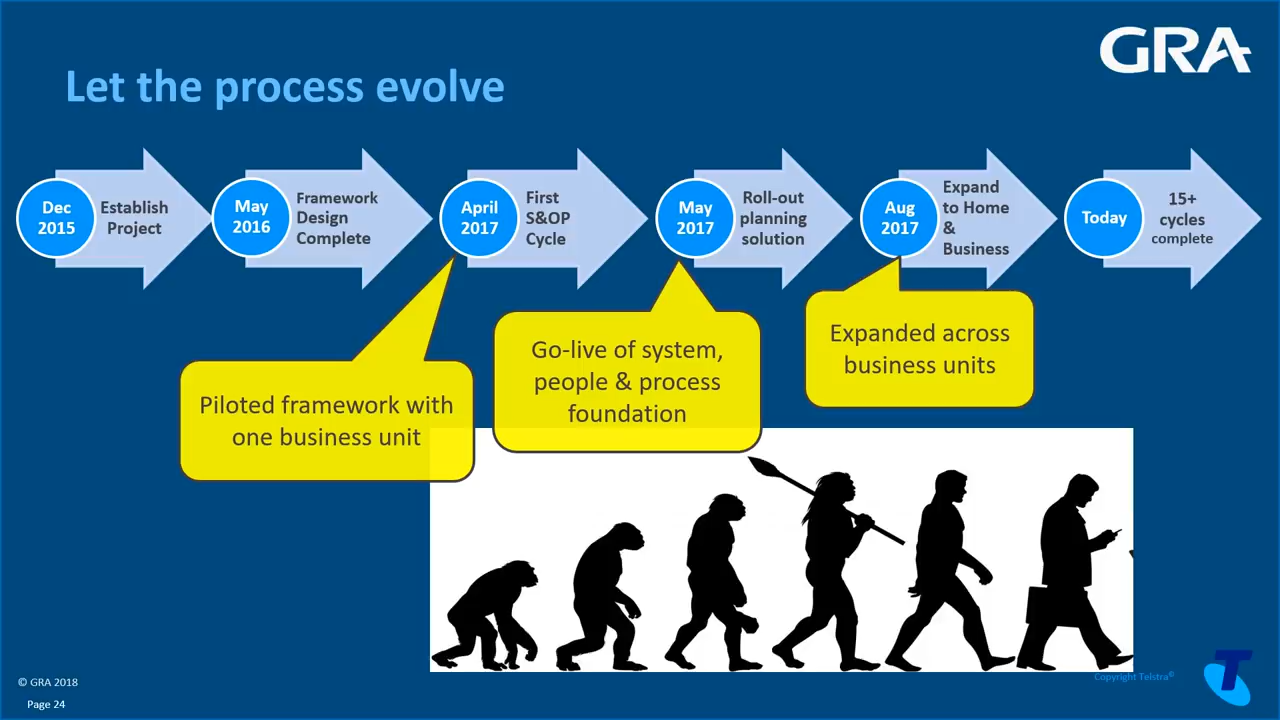 GRA
Let the process evolve
Dec
2015
Establish
Project
May
2016
Framework
Design
Complete
April
2017
First
S&OP
Cycle
May
2017
Roll-out
planning
solution
Aug
2017
Expand
to Home
&
Business
Today
15+
cycles
complete
Piloted framework with
one business unit
Go-live of system,
people & process
foundation
Expanded across
business units
© GRA 2018
Page 24
Copyright Telstra®
T